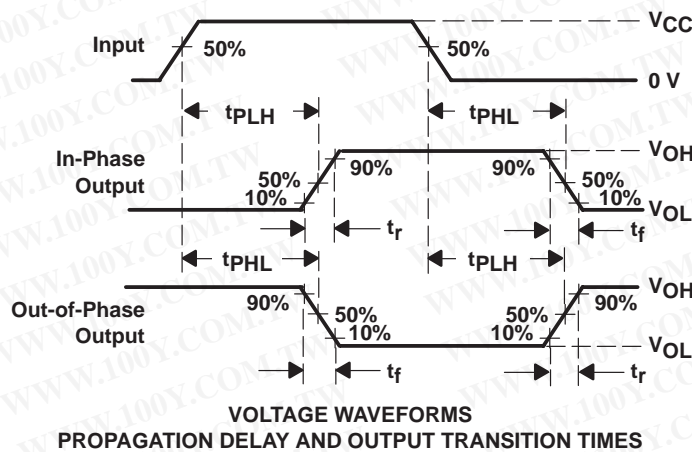 VCC
Input
50%
50%
0 V
tPLH
tPHL
In-Phase
Output
VOH
90%
90%
50%
50%
10%
10%
VOL
tr
tf
tPHL
tPLH
Out-of-Phase
Output
VOH
90%
90%
50%
50%
10%
10%
VOL
tf
tr
VOLTAGE WAVEFORMS
PROPAGATION DELAY AND OUTPUT TRANSITION TIMES
WWW.100Y.COM.TW